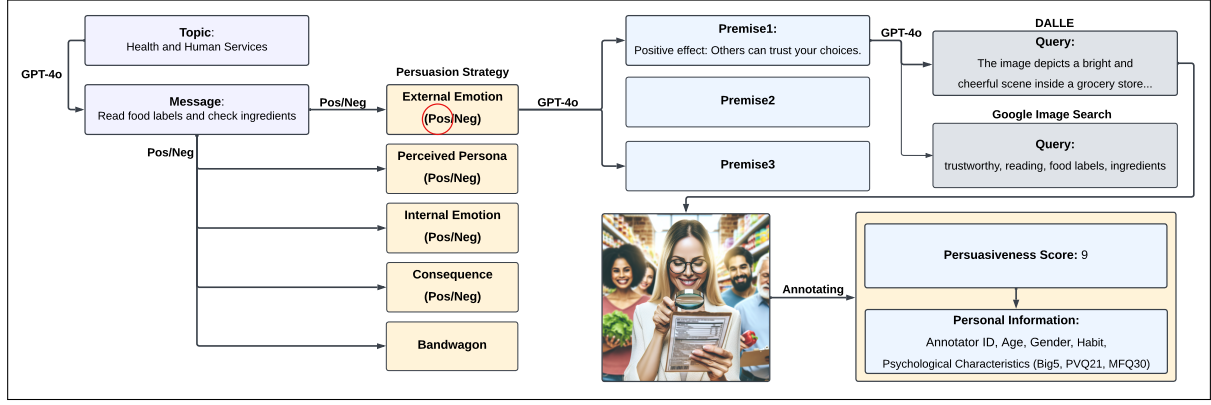 Topic:
Health and Human Services
GPT-4o
Message:
Read food labels and check ingredients
Pos/Neg
Pos/Neg
Persuasion Strategy
External Emotion
(Pos/Neg)
Perceived Persona
(Pos/Neg)
Internal Emotion
(Pos/Neg)
Consequence
(Pos/Neg)
Bandwagon
GPT-4o
Premise1:
Positive effect: Others can trust your choices.
Premise2
Premise3
GPT-4o
DALLE
Query:
The image depicts a bright and
cheerful scene inside a grocery store...
Google Image Search
Query:
trustworthy, reading, food labels, ingredients
Annotating
Persuasiveness Score: 9
Personal Information:
Annotator ID, Age, Gender, Habit,
Psychological Characteristics (Big5, PVQ21, MFQ30)